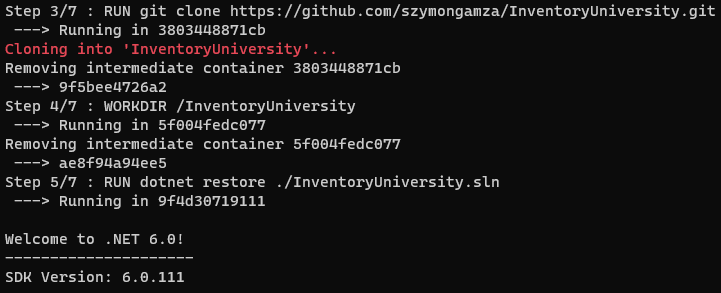 Step 3/7 : RUN git clone https://github.com/szymongamza/InventoryUniversity.git
 ---> Running in 3803448871cb
Cloning into 'InventoryUniversity'...
Removing intermediate container 3803448871cb
 ---> 9f5bee4726a2
Step 4/7 : WORKDIR /InventoryUniversity
 ---> Running in 5f004fedc077
Removing intermediate container 5f004fedc077
 ---> ae8f94a94ee5
Step 5/7 : RUN dotnet restore ./InventoryUniversity.sln
 ---> Running in 9f4d30719111

Welcome to .NET 6.0!
---------------------
SDK Version: 6.0.111